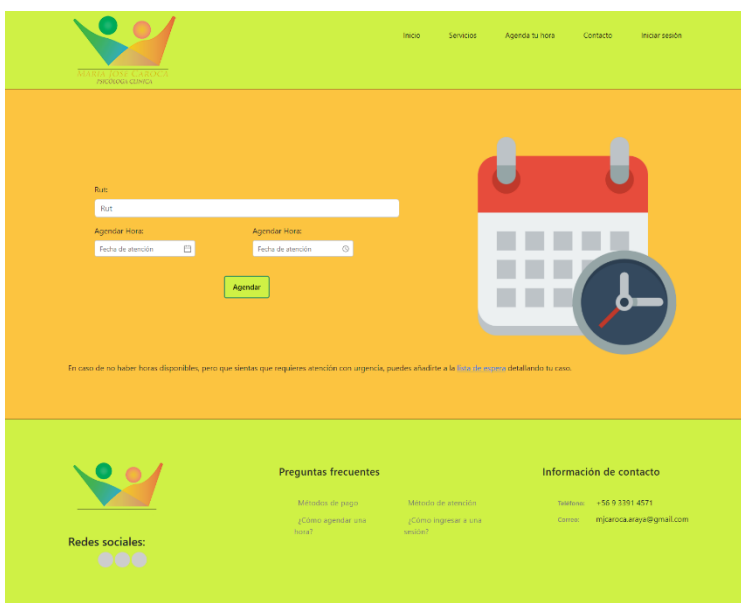 Inicio Servicios Agenda tu hora Contacto Iniciar sesión
MARIA JOSE CAROCA
PSICOLOGA CLINICA
Rut:
Rut
Agendar Hora: Agendar Hora:
Fecha de atención Fecha de atención
Agendar
En caso de no haber horas disponibles, pero que sientas que requieres atención con urgencia, puedes añadirte a la lista de espera detallando tu caso.
Preguntas frecuentes
Métodos de pago Método de atención
¿Cómo agendar una ¿Cómo ingresar a una
hora? sesión?
Información de contacto
Teléfono: +56 9 3391 4571
Correo: mjcaroca.araya@gmail.com
Redes sociales: